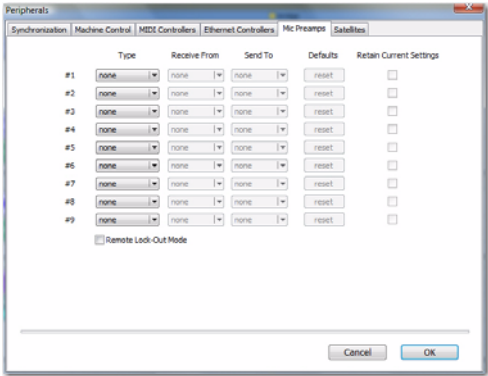 Peripherals
Synchronization Machine Control MIDI Controllers Ethernet Controllers Mic Preamps Satellites
Type Receive From Send To Defaults Retain Current Settings
#1 none none none reset
#2 none none none reset
#3 none none none reset
#4 none none none reset
#5 none none none reset
#6 none none none reset
#7 none none none reset
#8 none none none reset
#9 none none none reset
Remote Lock-Out Mode
Cancel OK